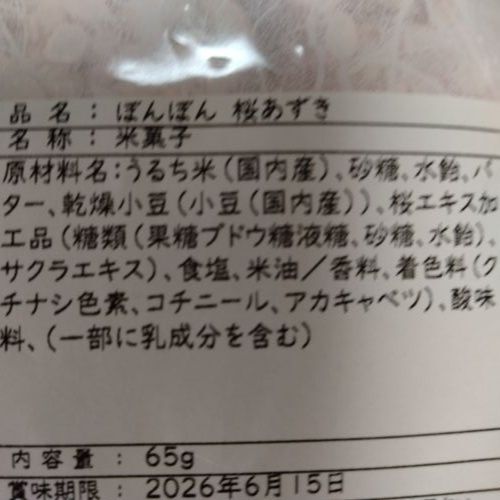 品名：ぽんぽん 桜あずき
名称：米菓子
原材料名：うるち米（国内産）、砂糖、水飴、バ
ター、乾燥小豆（小豆（国内産））、桜エキス加
工品（糖類（果糖ブドウ糖液糖、砂糖、水飴）、
サクラエキス）、食塩、米油／香料、着色料（ク
チナシ色素、コチニール、アカキャベツ）、酸味
料、（一部に乳成分を含む）
内容量：65g
賞味期限：2026年6月15日